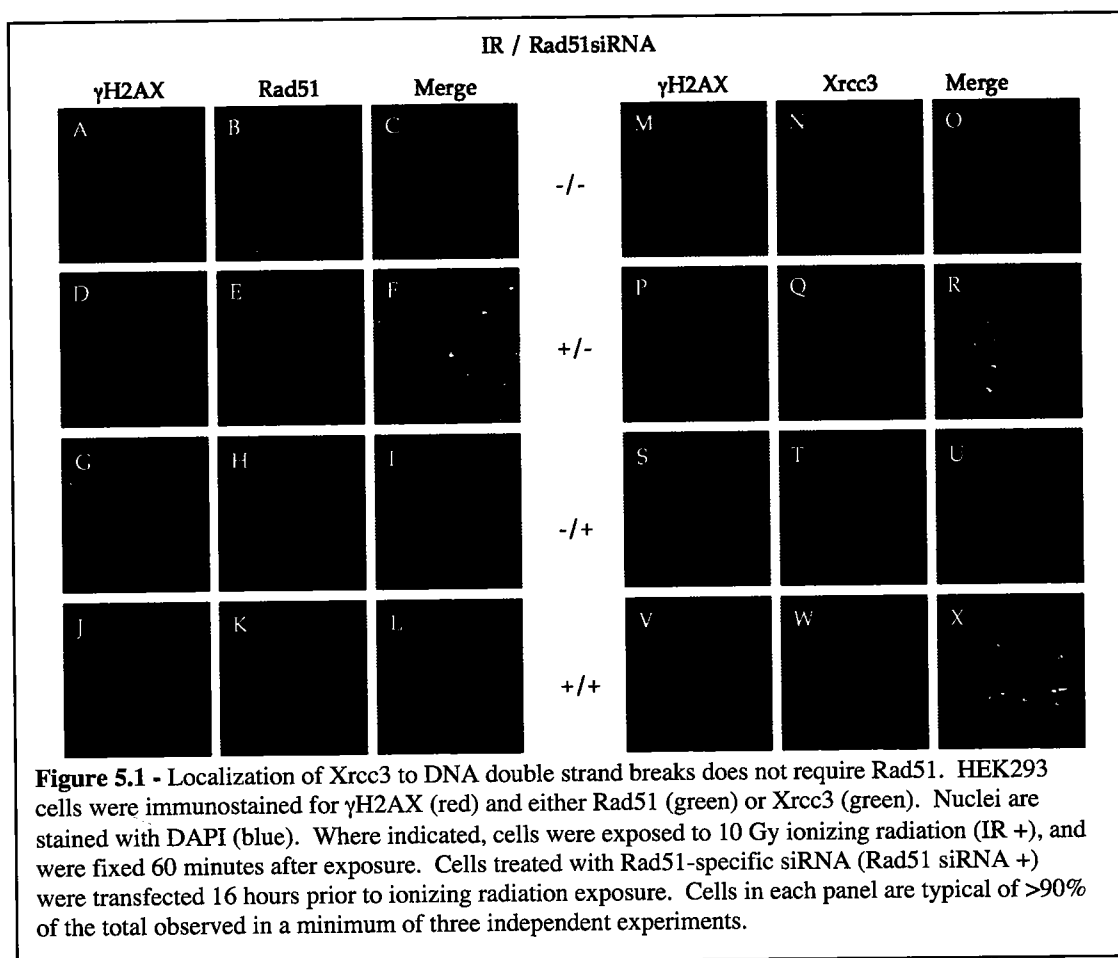 IR / Rad51siRNA
γH2AX Rad51 Merge γH2AX Xrcc3 Merge
A B C -/- M N O
D E F +/- P Q R
G H I -/+ S T U
J K L +/+ V W X
Figure 5.1 - Localization of Xrcc3 to DNA double strand breaks does not require Rad51. HEK293
cells were immunostained for γH2AX (red) and either Rad51 (green) or Xrcc3 (green). Nuclei are
stained with DAPI (blue). Where indicated, cells were exposed to 10 Gy ionizing radiation (IR +), and
were fixed 60 minutes after exposure. Cells treated with Rad51-specific siRNA (Rad51 siRNA +)
were transfected 16 hours prior to ionizing radiation exposure. Cells in each panel are typical of >90%
of the total observed in a minimum of three independent experiments.